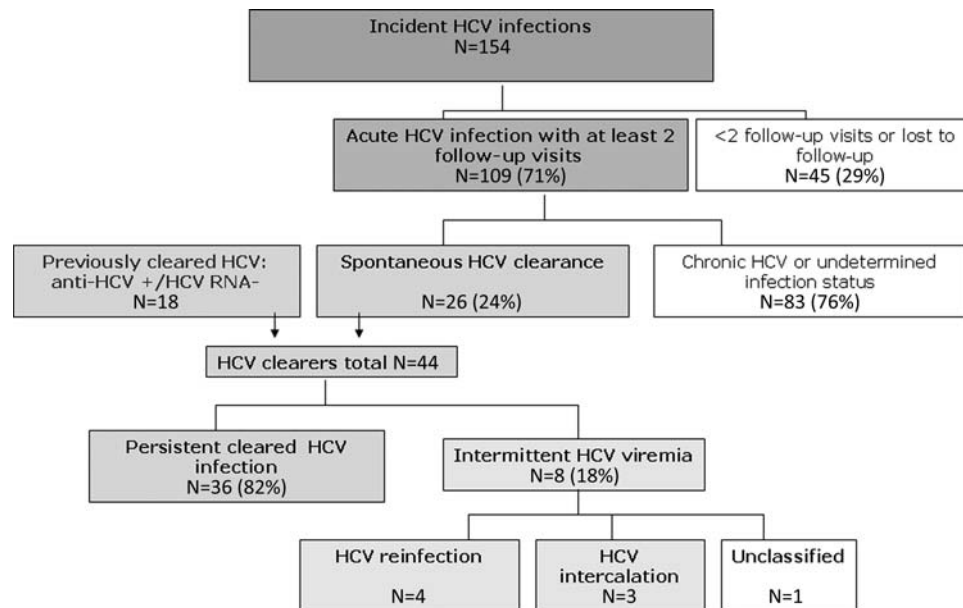 Incident HCV infections
N=154
Acute HCV infection with at least 2
follow-up visits
N=109 (71%)
<2 follow-up visits or lost to
follow-up
N=45 (29%)
Previously cleared HCV:
anti-HCV +/HCV RNA-
N=18
Spontaneous HCV clearance
N=26 (24%)
Chronic HCV or undetermined
infection status
N=83 (76%)
HCV clearers total N=44
Persistent cleared HCV
infection
N=36 (82%)
Intermittent HCV viremia
N=8 (18%)
HCV reinfection
N=4
HCV
intercalation
N=3
Unclassified
N=1